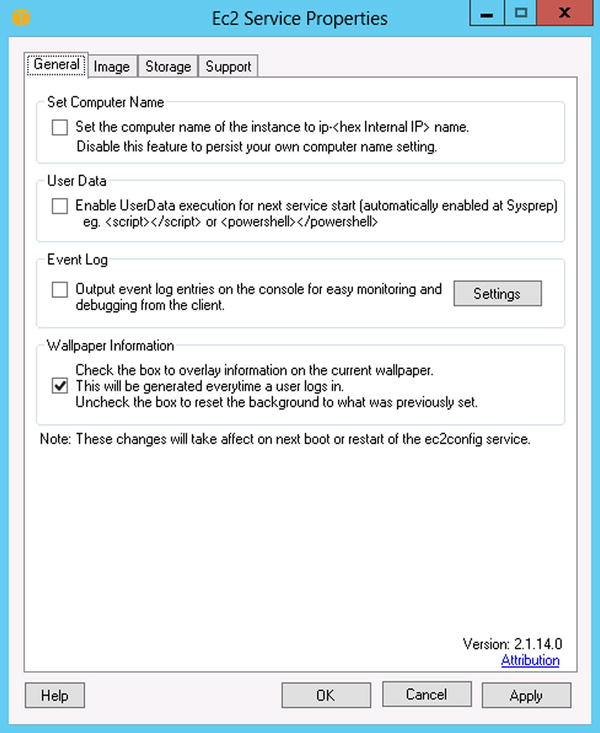 Ec2 Service Properties
General Image Storage Support
Set Computer Name
Set the computer name of the instance to ip-<hex Internal IP> name.
Disable this feature to persist your own computer name setting.
User Data
Enable UserData execution for next service start (automatically enabled at Sysprep)
eg. <script></script> or <powershell></powershell>
Event Log
Output event log entries on the console for easy monitoring and
debugging from the client.
Settings
Wallpaper Information
Check the box to overlay information on the current wallpaper.
This will be generated everytime a user logs in.
Uncheck the box to reset the background to what was previously set.
Note: These changes will take affect on next boot or restart of the ec2config service.
Version: 2.1.14.0
Attribution
Help OK Cancel Apply